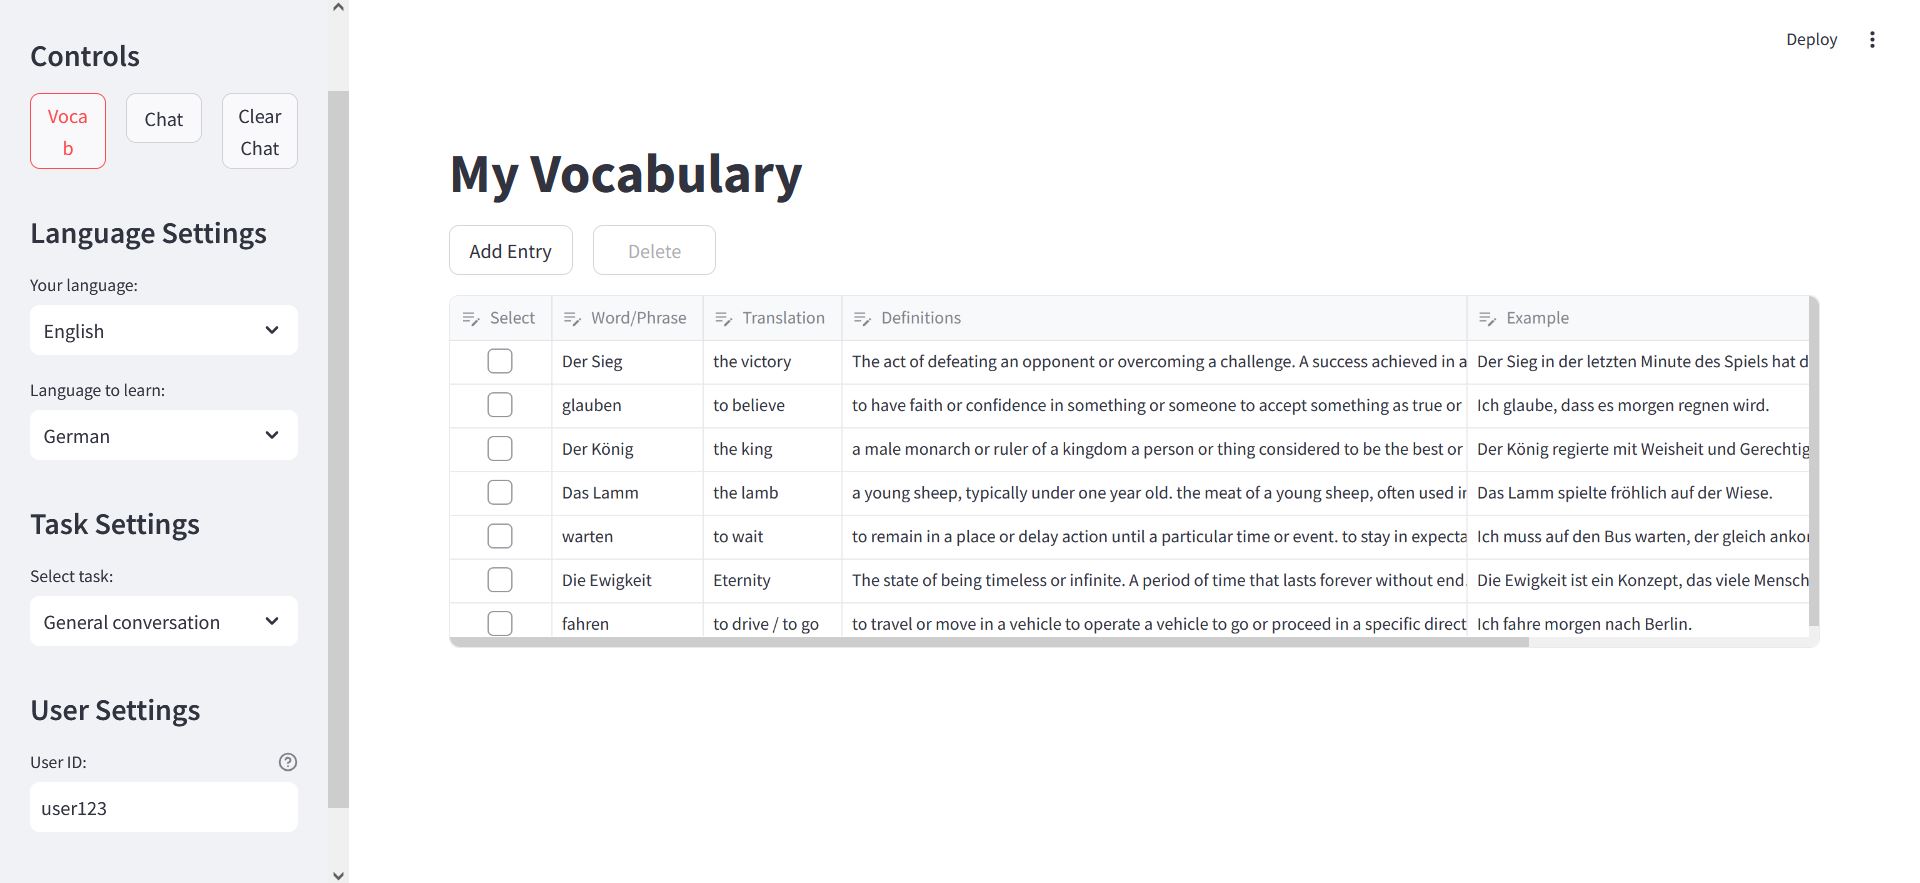 Controls
Voca
b
Chat
Clear
Chat
Language Settings
Your language:
English
Language to learn:
German
Task Settings
Select task:
General conversation
User Settings
User ID:
user123
Deploy
My Vocabulary
Add Entry
Delete
Select Word/Phrase Translation Definitions Example
Der Sieg the victory The act of defeating an opponent or overcoming a challenge. A success achieved in a Der Sieg in der letzten Minute des Spiels hat d
glauben to believe to have faith or confidence in something or someone to accept something as true or Ich glaube, dass es morgen regnen wird.
Der König the king a male monarch or ruler of a kingdom a person or thing considered to be the best or Der König regierte mit Weisheit und Gerechtig
Das Lamm the lamb a young sheep, typically under one year old. the meat of a young sheep, often used in Das Lamm spielte fröhlich auf der Wiese.
warten to wait to remain in a place or delay action until a particular time or event. to stay in expecta Ich muss auf den Bus warten, der gleich anko
Die Ewigkeit Eternity The state of being timeless or infinite. A period of time that lasts forever without end. Die Ewigkeit ist ein Konzept, das viele Mensch
fahren to drive / to go to travel or move in a vehicle to operate a vehicle to go or proceed in a specific direct Ich fahre morgen nach Berlin.